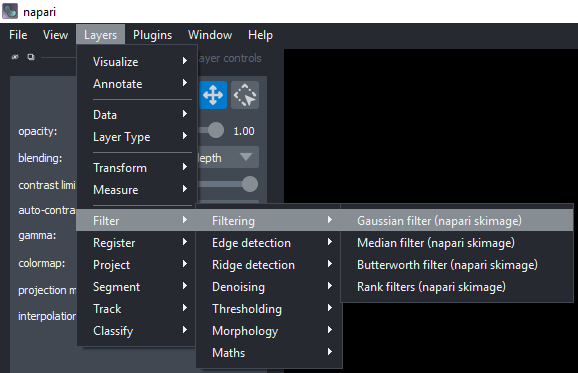 napari
File View Layers Plugins Window Help
Visualize
Annotate
Data
Layer Type
Transform
Measure
Filter
Register
Project
Segment
Track
Classify
Filtering
Edge detection
Ridge detection
Denoising
Thresholding
Morphology
Maths
Gaussian filter (napari skimage)
Median filter (napari skimage)
Butterworth filter (napari skimage)
Rank filters (napari skimage)
ayer controls
opacity: 1.00
blending: depth
contrast limi
auto-contra
gamma:
colormap:
projection m
interpolation